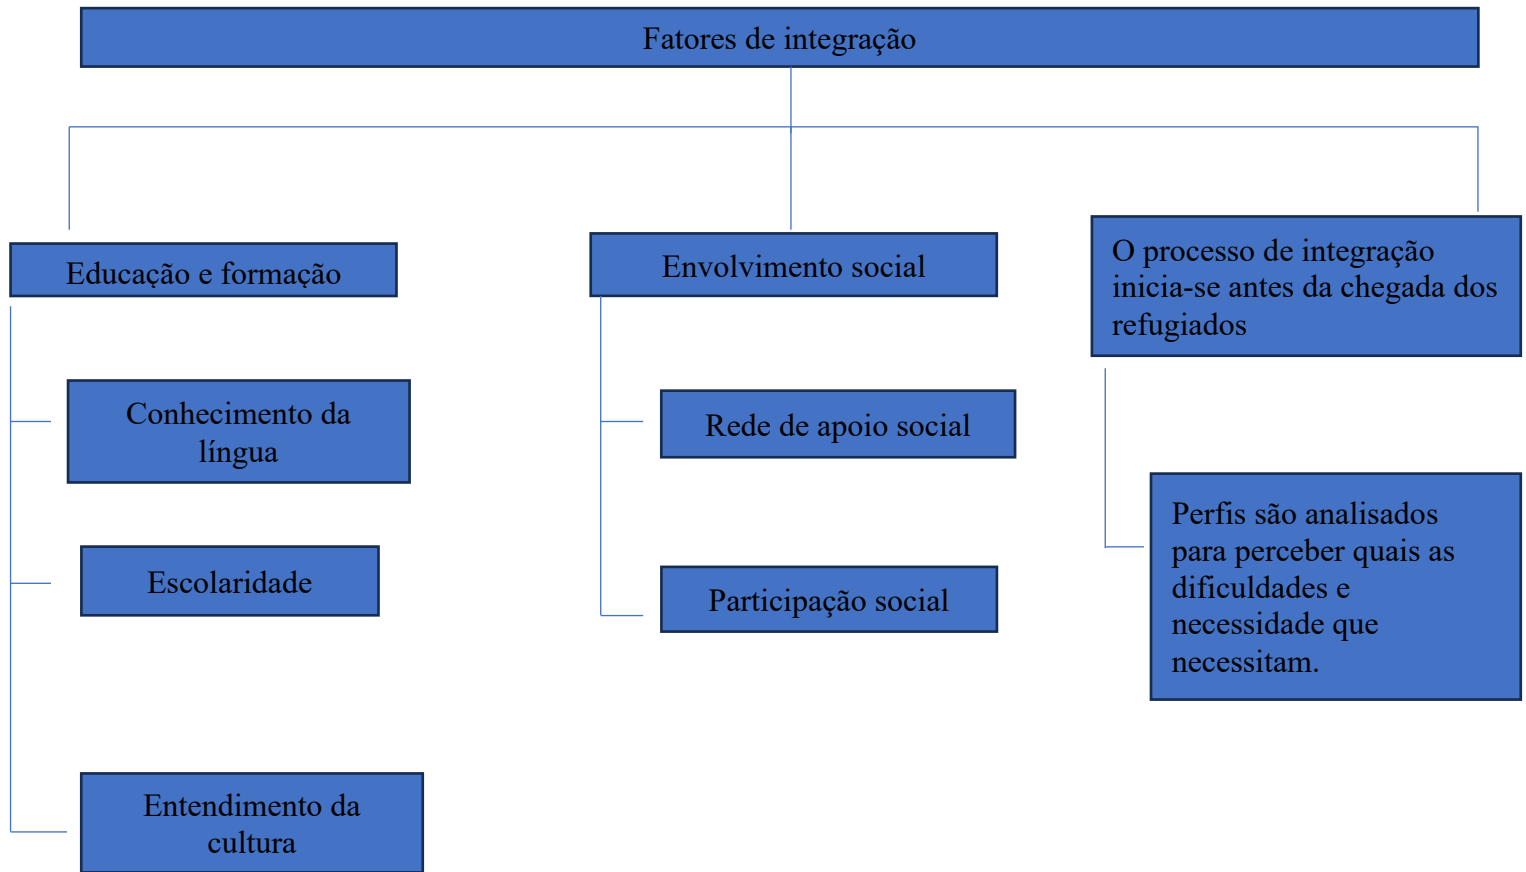 Fatores de integração
Educação e formação
Conhecimento da
língua
Escolaridade
Entendimento da
cultura
Envolvimento social
Rede de apoio social
Participação social
O processo de integração
inicia-se antes da chegada dos
refugiados
Perfis são analisados
para perceber quais as
dificuldades e
necessidade que
necessitam.